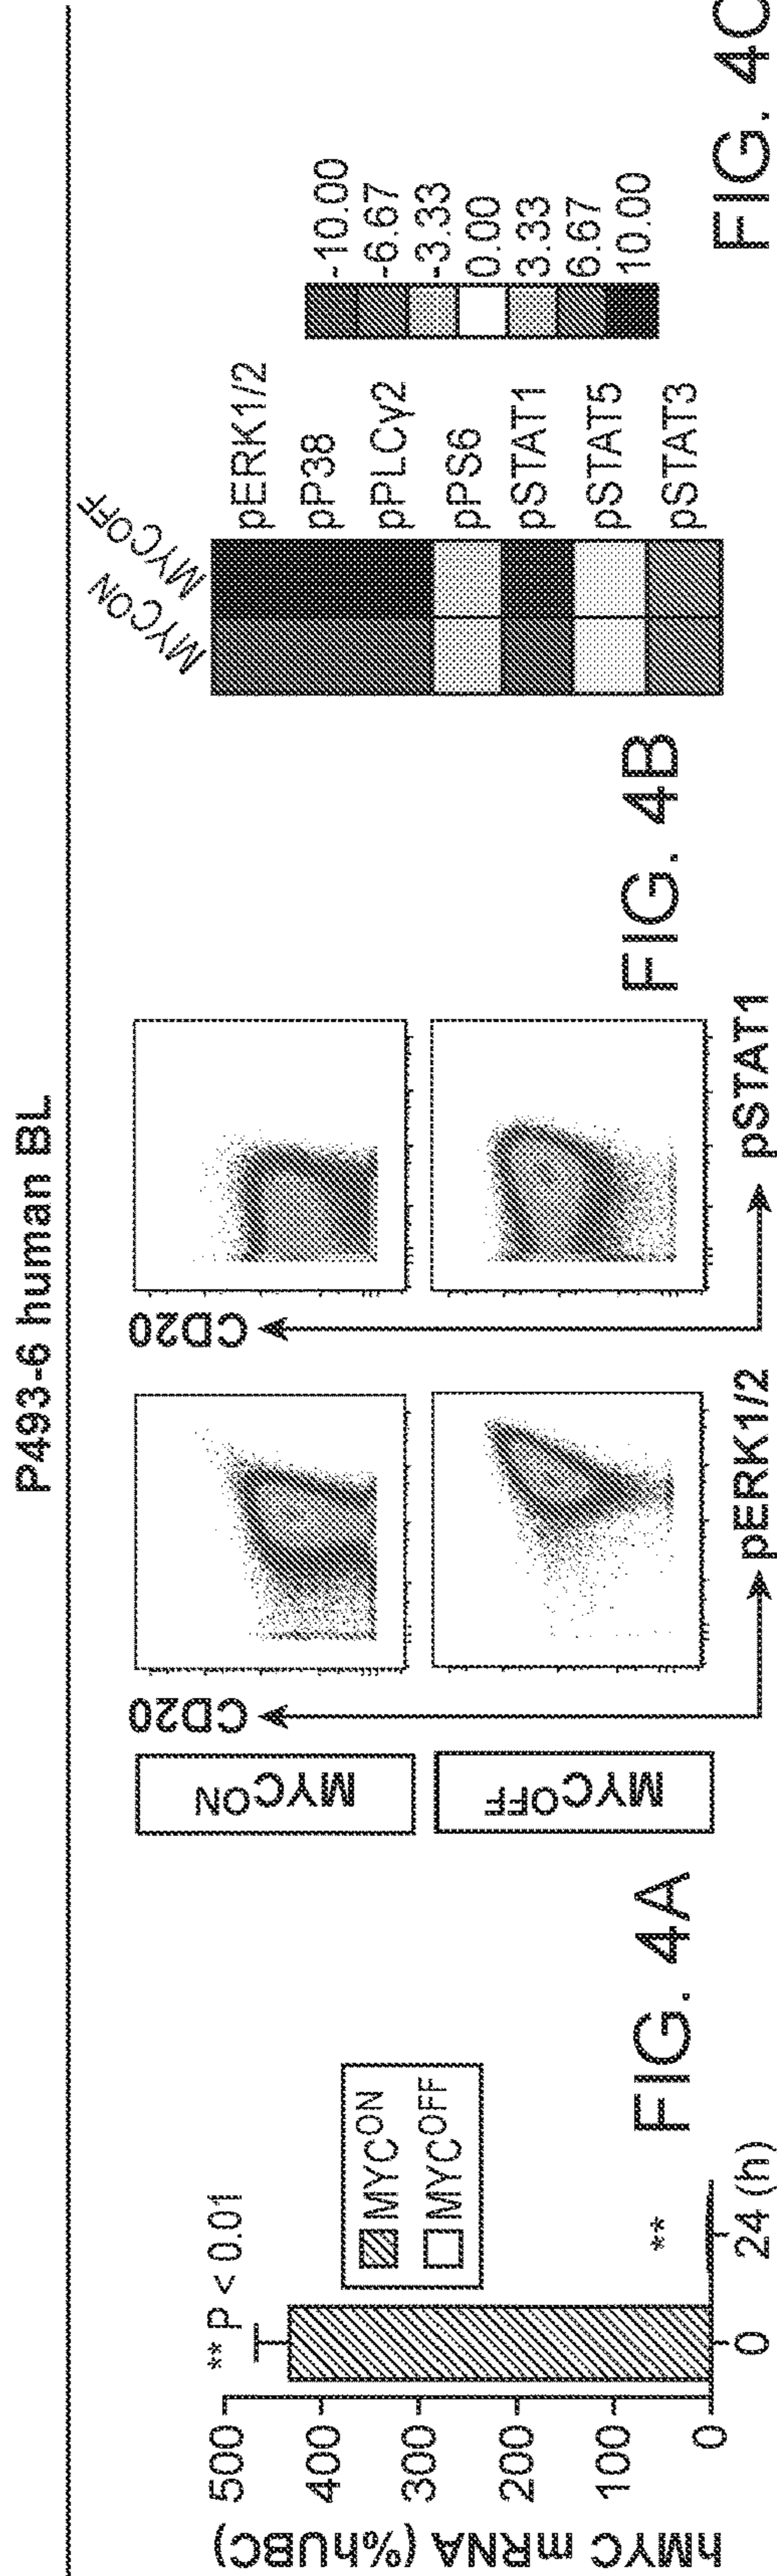 P493-6 human BL
hMYC mRNA (%hUBC)
500
400
300
200
100
0
** P < 0.01
MYCON
MYCOFF
**
0
24 (h)
FIG. 4A
MYCON
MYCOFF
CD20
pERK1/2
CD20
pSTAT1
FIG. 4B
MYCON
MYCOFF
pERK1/2
pP38
pPLCγ2
pPS6
pSTAT1
pSTAT5
pSTAT3
-10.00
-6.67
-3.33
0.00
3.33
6.67
10.00
FIG. 4C